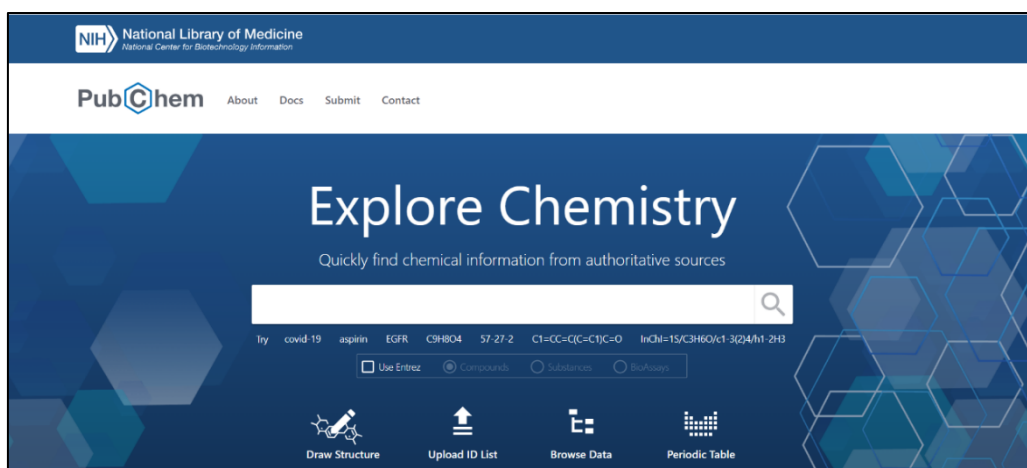 NIH National Library of Medicine
National Center for Biotechnology Information
PubChem About Docs Submit Contact
Explore Chemistry
Quickly find chemical information from authoritative sources
Try covid-19 aspirin EGFR C9H8O4 57-27-2 C1=CC=C(C=C1)C=O InChI=1S/C3H6O/c1-3(2)4/h1-2H3
Use Entrez Compounds Substances BioAssays
Draw Structure Upload ID List Browse Data Periodic Table